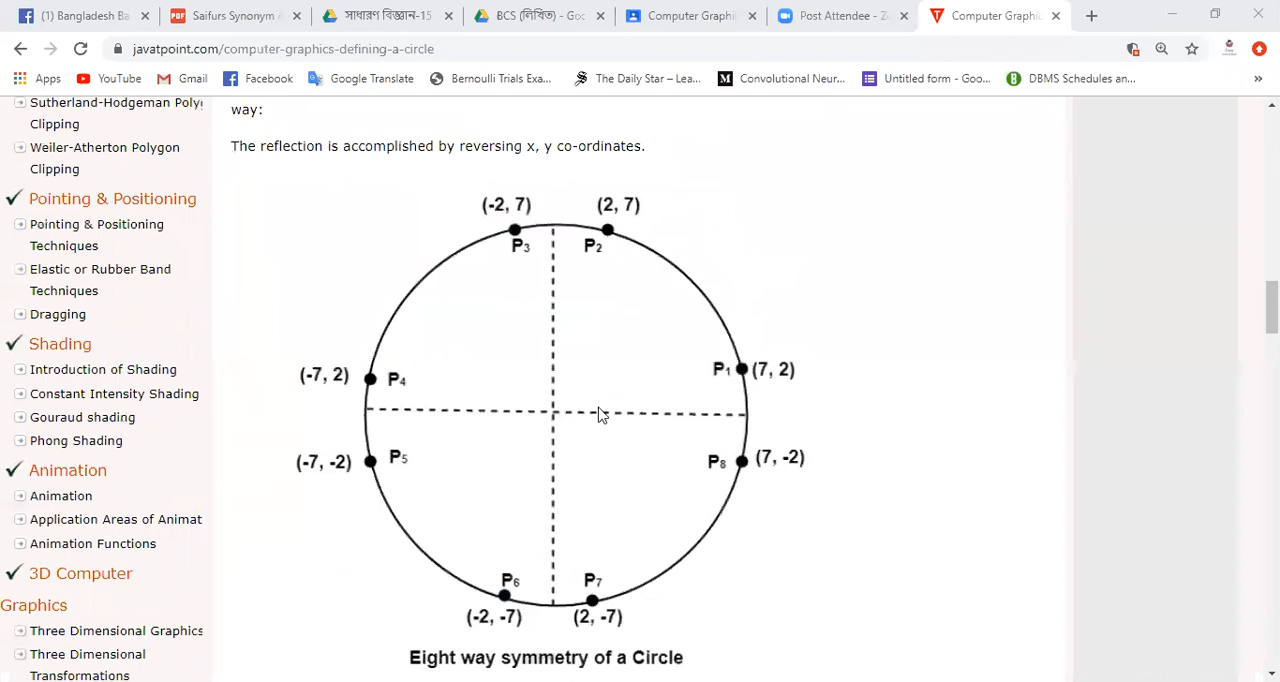 (1) Bangladesh Ba
Saifurs Synonym A
সাধারণ বিজ্ঞান-15
BCS (লিখিত) - Goo
Computer Graphi
Post Attendee - Zo
Computer Graphi
javatpoint.com/computer-graphics-defining-a-circle
Apps
YouTube
Gmail
Facebook
Google Translate
Bernoulli Trials Exa...
The Daily Star – Lea...
Convolutional Neur...
Untitled form - Goo...
DBMS Schedules an...
»
Sutherland-Hodgeman Poly
Clipping
Weiler-Atherton Polygon
Clipping
Pointing & Positioning
Pointing & Positioning
Techniques
Elastic or Rubber Band
Techniques
Dragging
Shading
Introduction of Shading
Constant Intensity Shading
Gouraud shading
Phong Shading
Animation
Animation
Application Areas of Animat
Animation Functions
3D Computer
Graphics
Three Dimensional Graphics
Three Dimensional
Transformations
way:
The reflection is accomplished by reversing x, y co-ordinates.
(-2, 7) (2, 7)
P3 P2
(-7, 2) P4 P1 (7, 2)
(-7, -2) P5 P8 (7, -2)
P6 P7
(-2, -7) (2, -7)
Eight way symmetry of a Circle